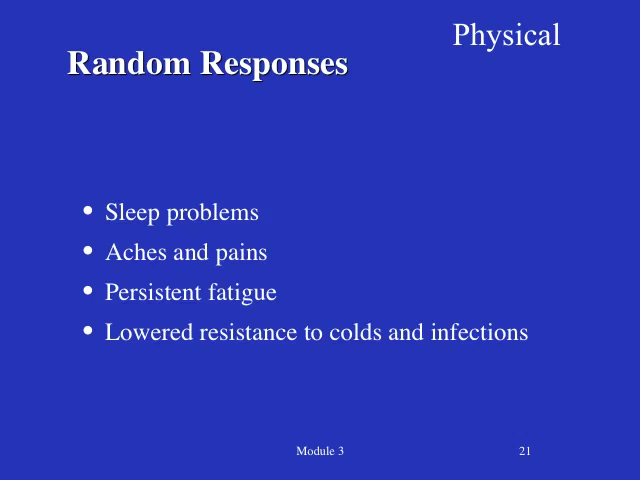 Physical
Random Responses
• Sleep problems
• Aches and pains
• Persistent fatigue
• Lowered resistance to colds and infections
Module 3
21